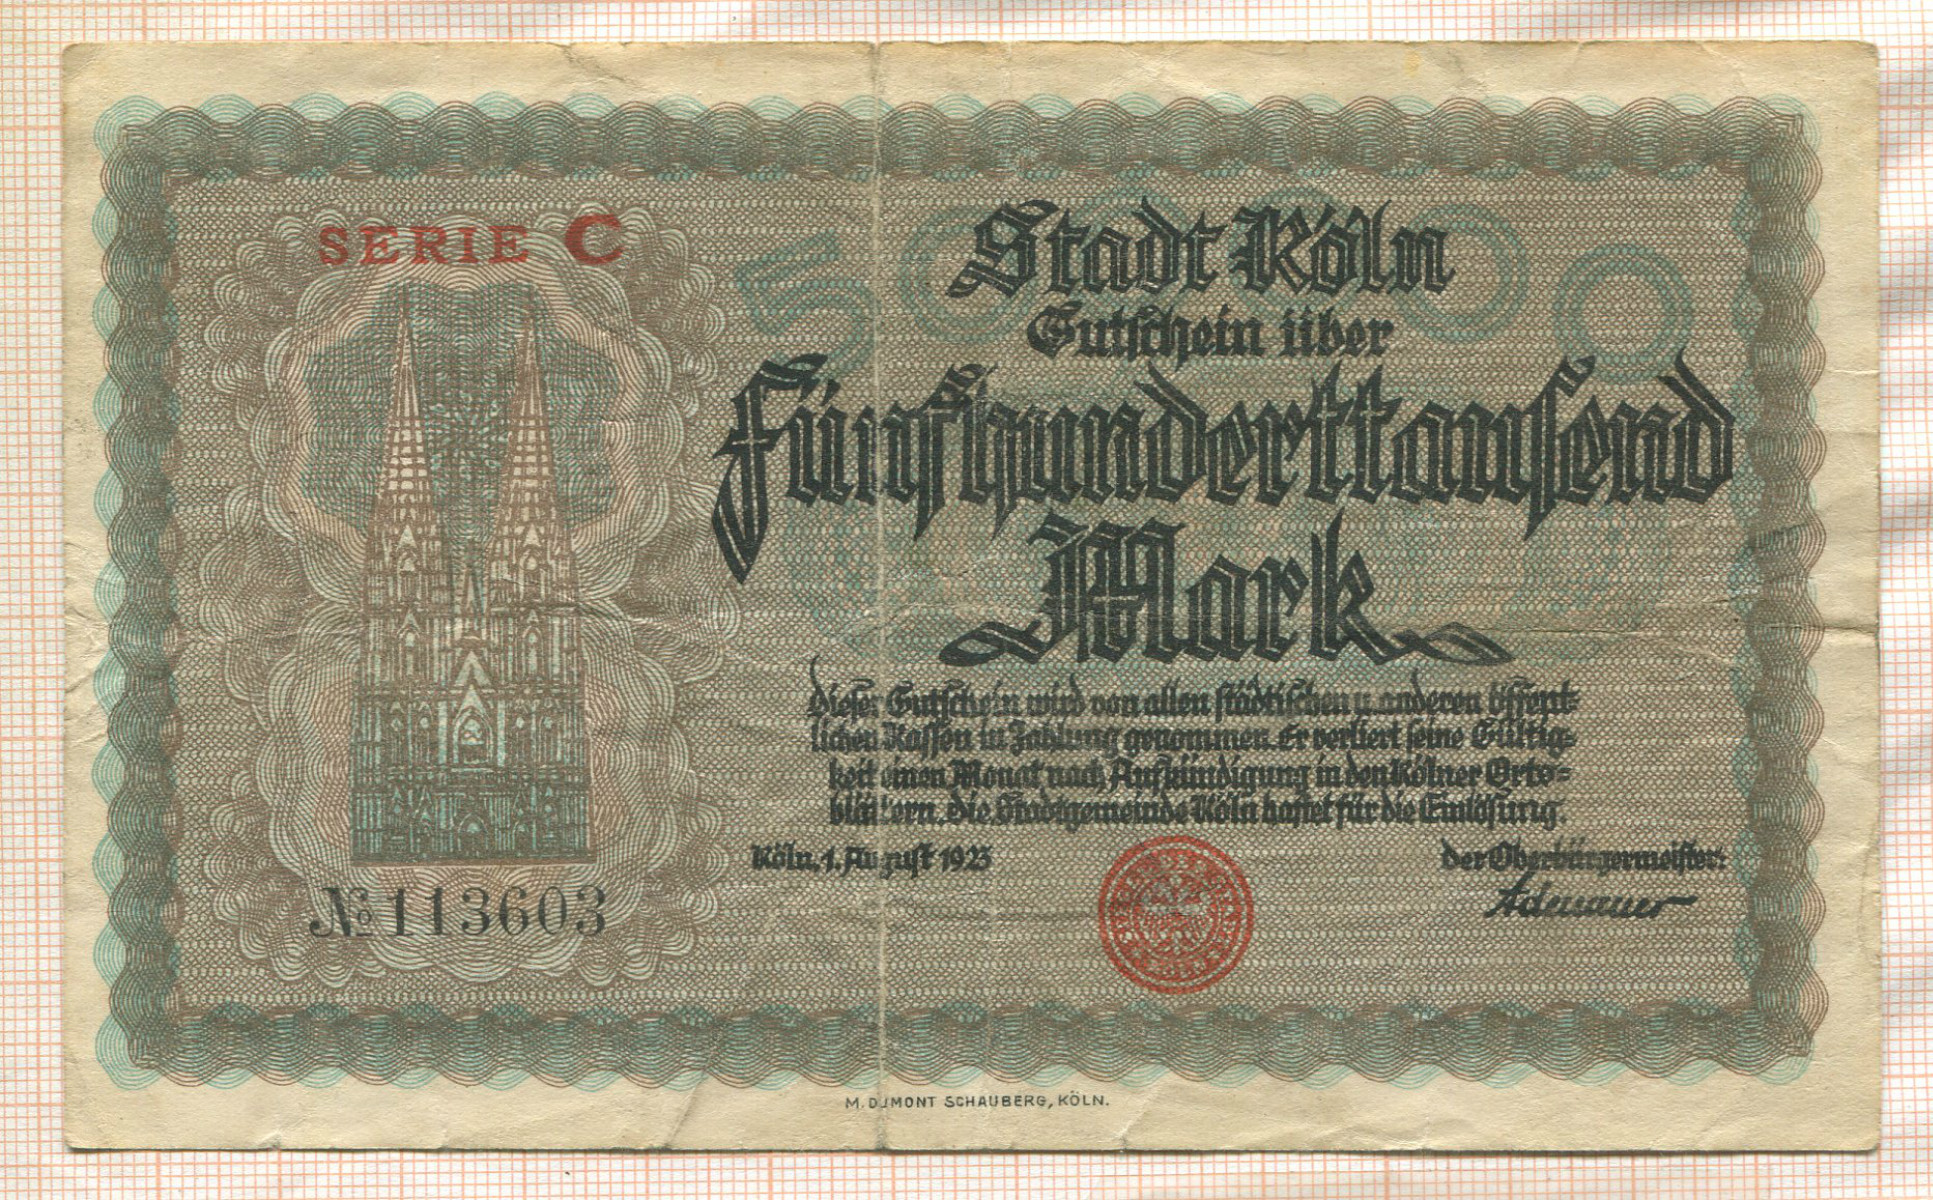 SERIE C
500000
Stadt Köln
Gutschein über
Fünfhunderttausend
Mark
Dieser Gutschein wird von allen städtischen u. anderen öffent-
lichen Kassen in Zahlung genommen. Er verliert seine Gültig-
keit einen Monat nach Aufkündigung in den Kölner Orts-
blättern. Die Stadtgemeinde Köln haftet für die Einlösung.
Köln, 1. August 1923
der Oberbürgermeister:
Adenauer
№ 113603
M. DUMONT SCHAUBERG, KÖLN.